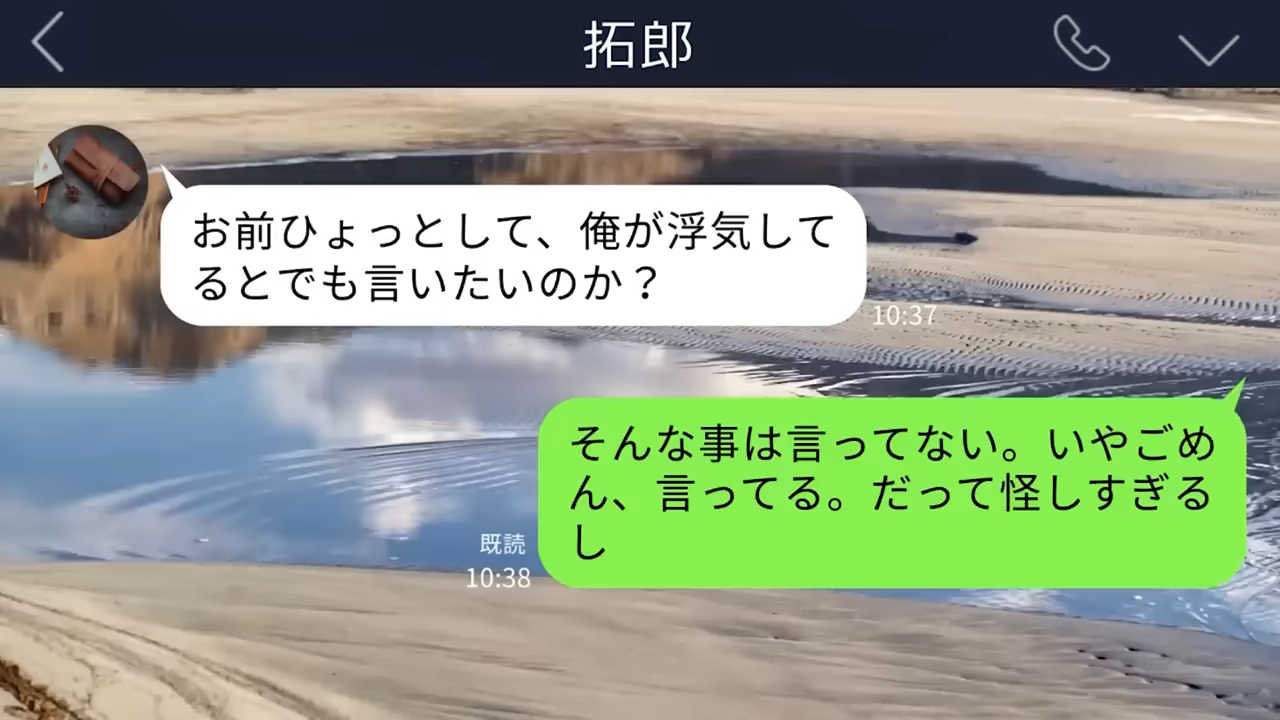 拓郎
お前ひょっとして、俺が浮気して
るとでも言いたいのか？
10:37
そんな事は言ってない。いやごめ
ん、言ってる。だって怪しすぎる
し
既読
10:38